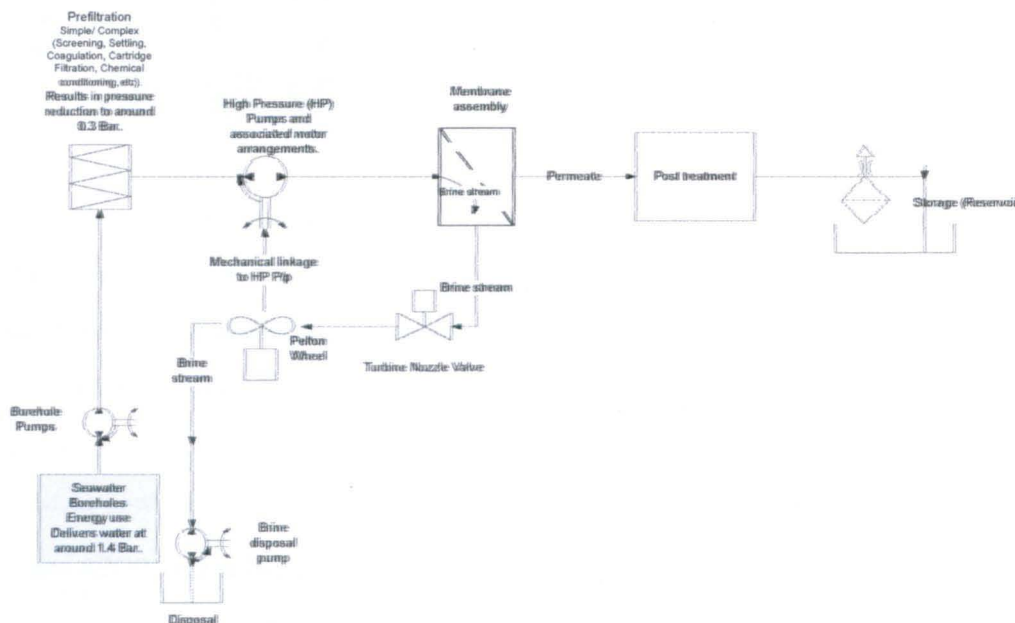 Prefiltration
Simple/ Complex
(Screening, Settling,
Coagulation, Cartridge
Filtration, Chemical
conditioning, etc).
Results in pressure
reduction to around
0.3 Bar.
High Pressure (HP)
Pumps and
associated motor
arrangements.
Membrane
assembly
Brine stream
Permeate
Post treatment
Storage (Reservoi
Mechanical linkage
to HP P/p
Brine stream
Pelton
Wheel
Turbine Nozzle Valve
Brine
stream
Borehole
Pumps
Seawater
Boreholes
Energy use
Delivers water at
around 1.4 Bar.
Brine
disposal
pump
Disposal